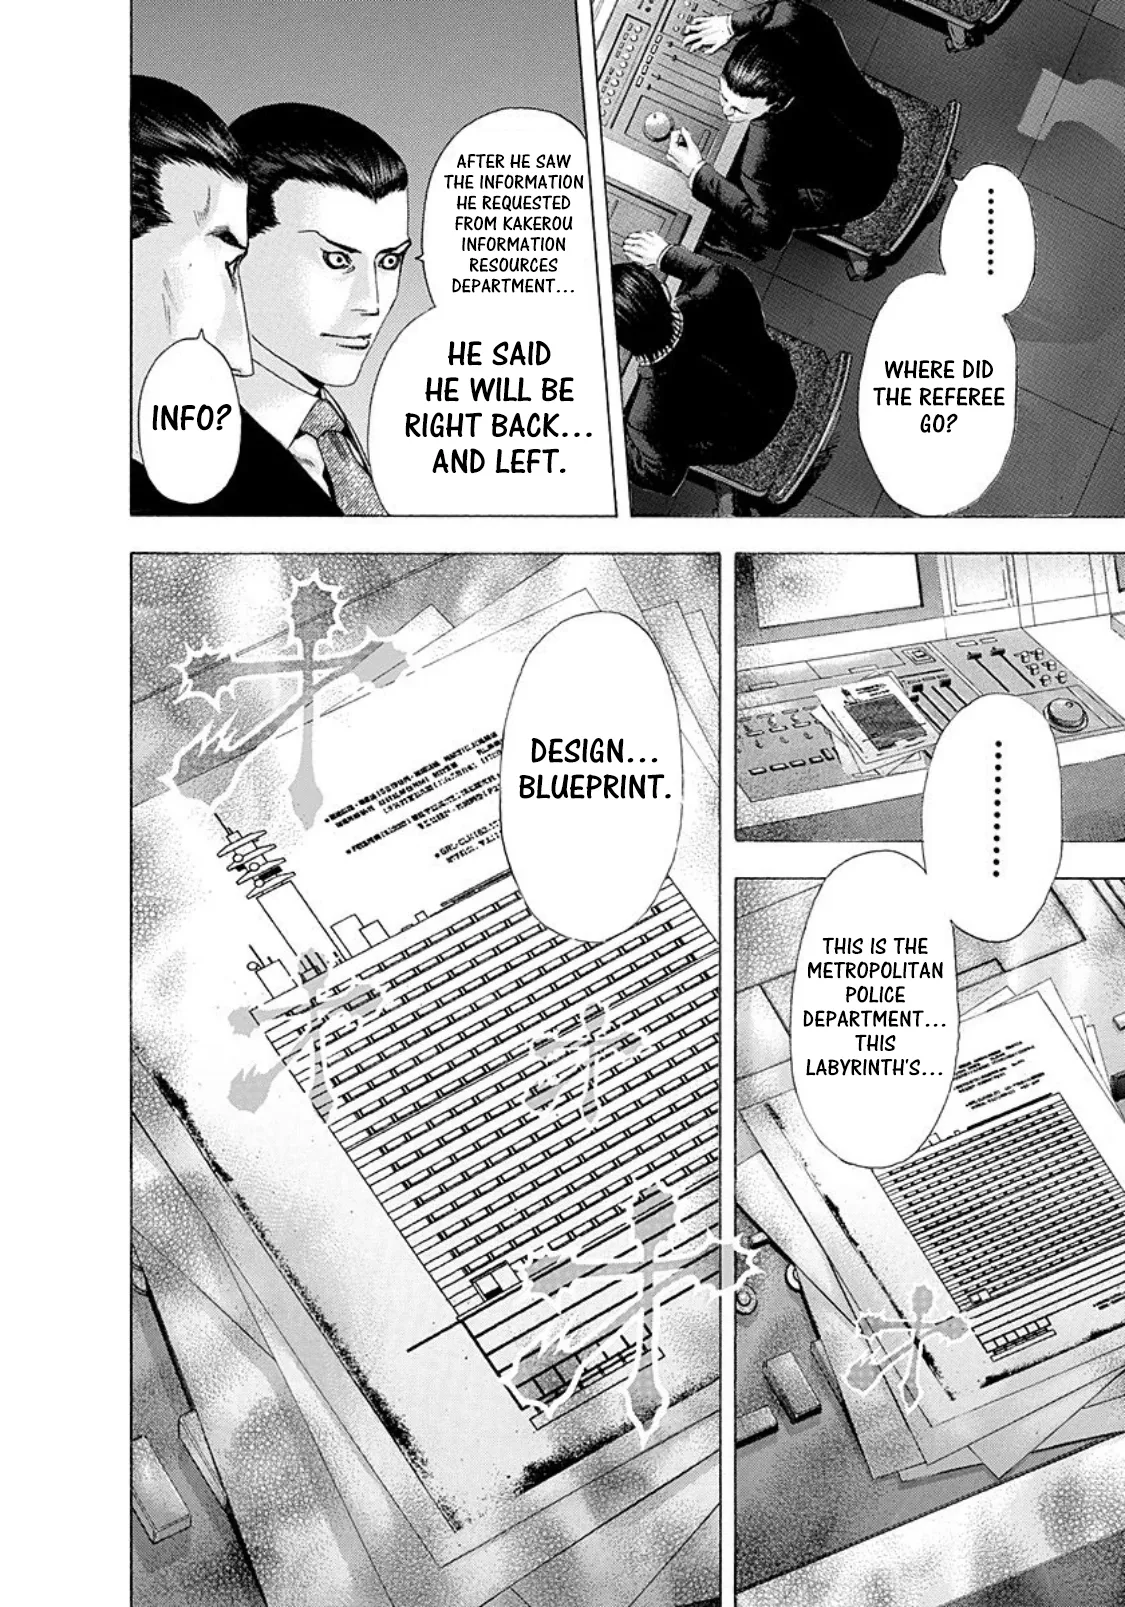 ............
WHERE DID
THE REFEREE
GO?
AFTER HE SAW
THE INFORMATION
HE REQUESTED
FROM KAKEROU
INFORMATION
RESOURCES
DEPARTMENT...
HE SAID
HE WILL BE
RIGHT BACK...
AND LEFT.
INFO?
............
THIS IS THE
METROPOLITAN
POLICE
DEPARTMENT...
THIS
LABYRINTH'S...
DESIGN...
BLUEPRINT.